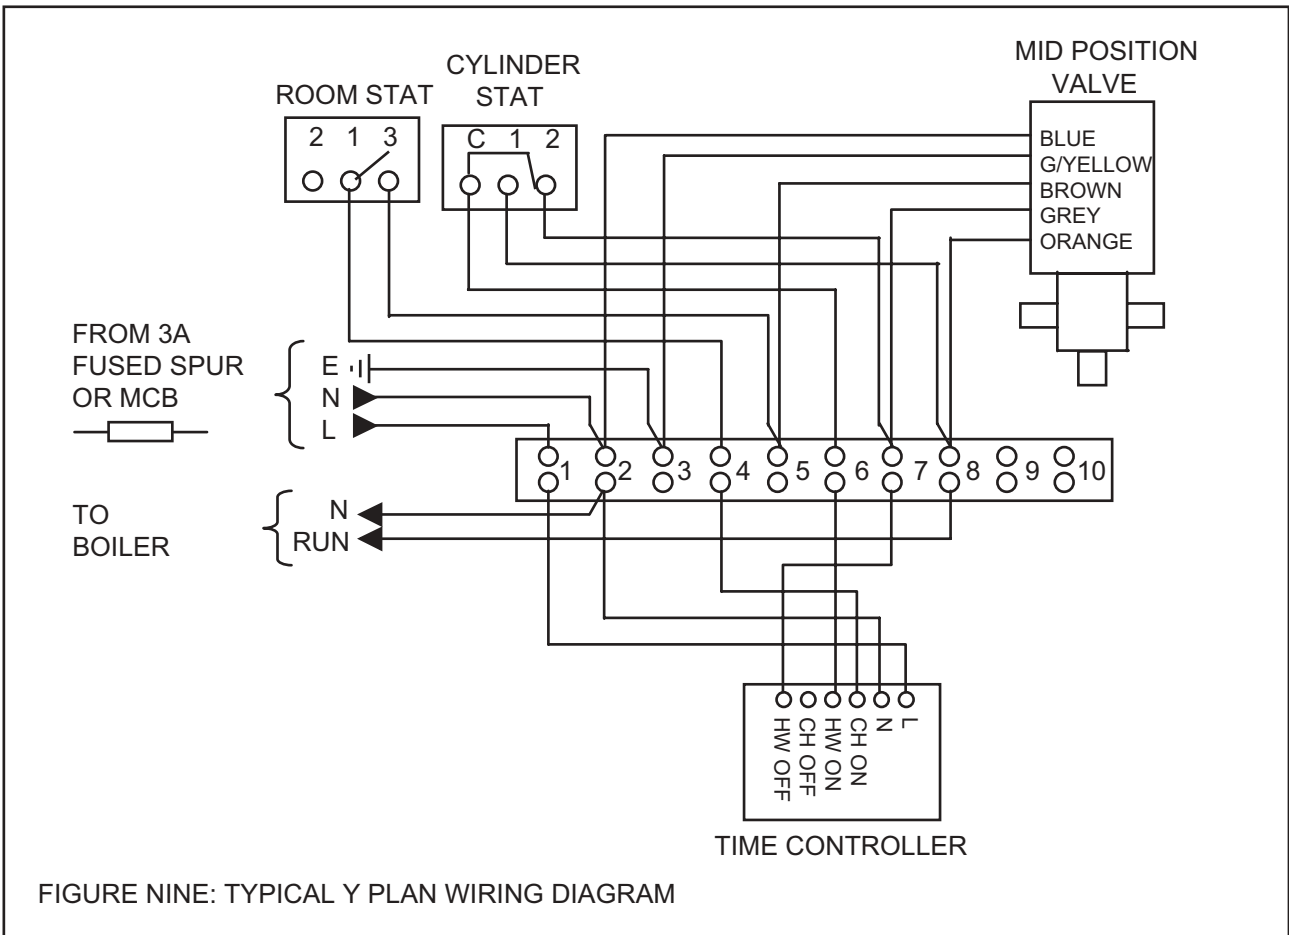 MID POSITION
VALVE
CYLINDER
STAT
ROOM STAT
2 1 3
C 1 2
BLUE
G/YELLOW
BROWN
GREY
ORANGE
FROM 3A
FUSED SPUR
OR MCB
E
N
L
1 2 3 4 5 6 7 8 9 10
TO
BOILER
N
RUN
HW OFF
CH OFF
HW ON
CH ON
N
L
TIME CONTROLLER
FIGURE NINE: TYPICAL Y PLAN WIRING DIAGRAM